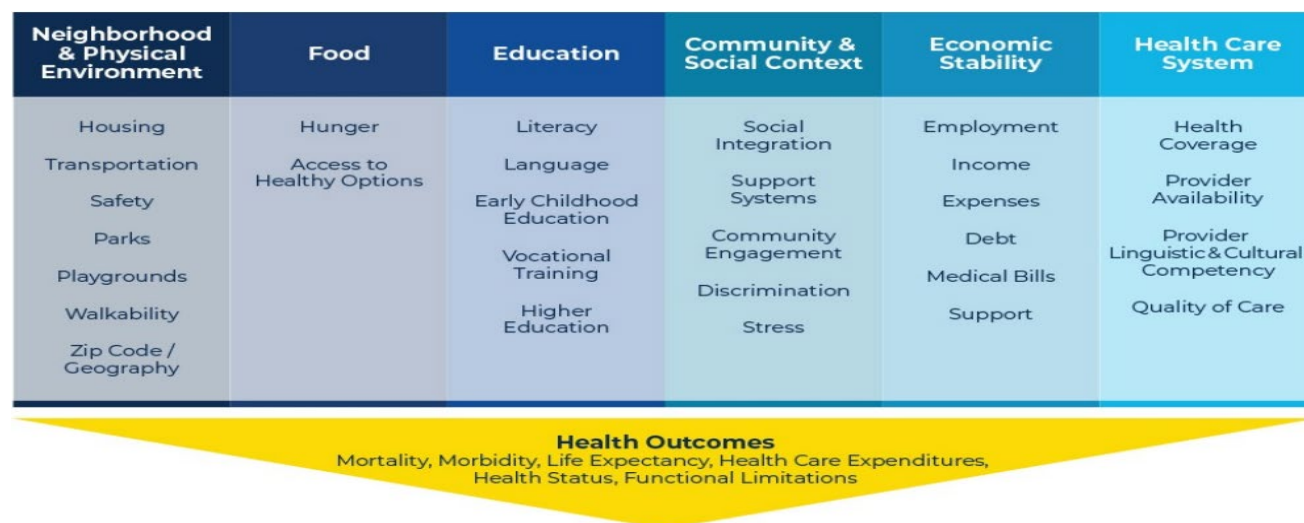 Neighborhood
& Physical
Environment
Housing
Transportation
Safety
Parks
Playgrounds
Walkability
Zip Code /
Geography
Food
Hunger
Access to
Healthy Options
Education
Literacy
Language
Early Childhood
Education
Vocational
Training
Higher
Education
Community &
Social Context
Social
Integration
Support
Systems
Community
Engagement
Discrimination
Stress
Economic
Stability
Employment
Income
Expenses
Debt
Medical Bills
Support
Health Care
System
Health
Coverage
Provider
Availability
Provider
Linguistic & Cultural
Competency
Quality of Care
Health Outcomes
Mortality, Morbidity, Life Expectancy, Health Care Expenditures,
Health Status, Functional Limitations